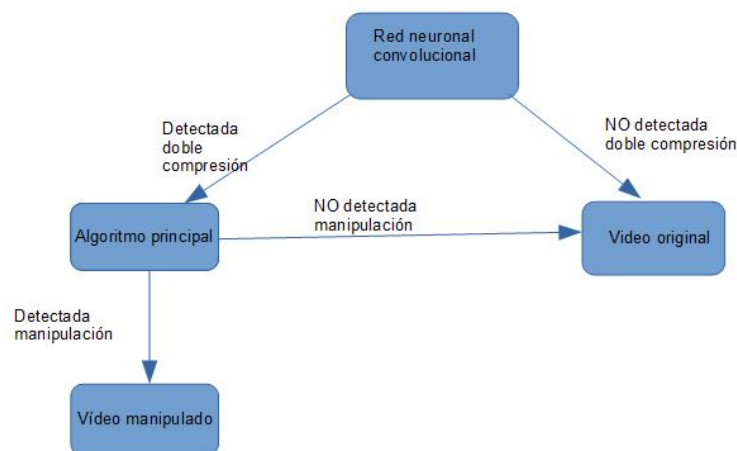 Red neuronal
convolucional
Detectada
doble
compresión
NO detectada
doble compresión
Algoritmo principal
NO detectada
manipulación
Video original
Detectada
manipulación
Vídeo manipulado